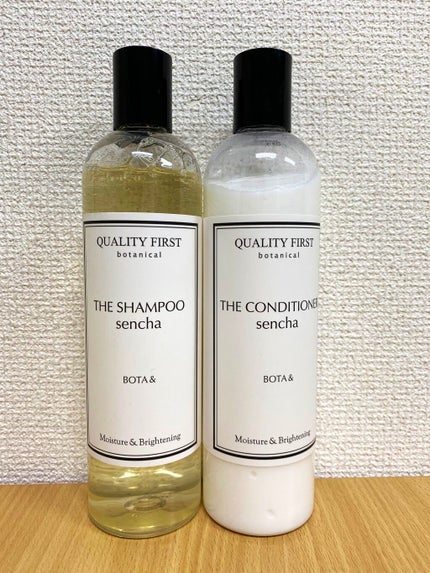 QUALITY FIRST
botanical
THE SHAMPOO
sencha
BOTA&
Moisture & Brightening
QUALITY FIRST
botanical
THE CONDITIONER
sencha
BOTA&
Moisture & Brightening